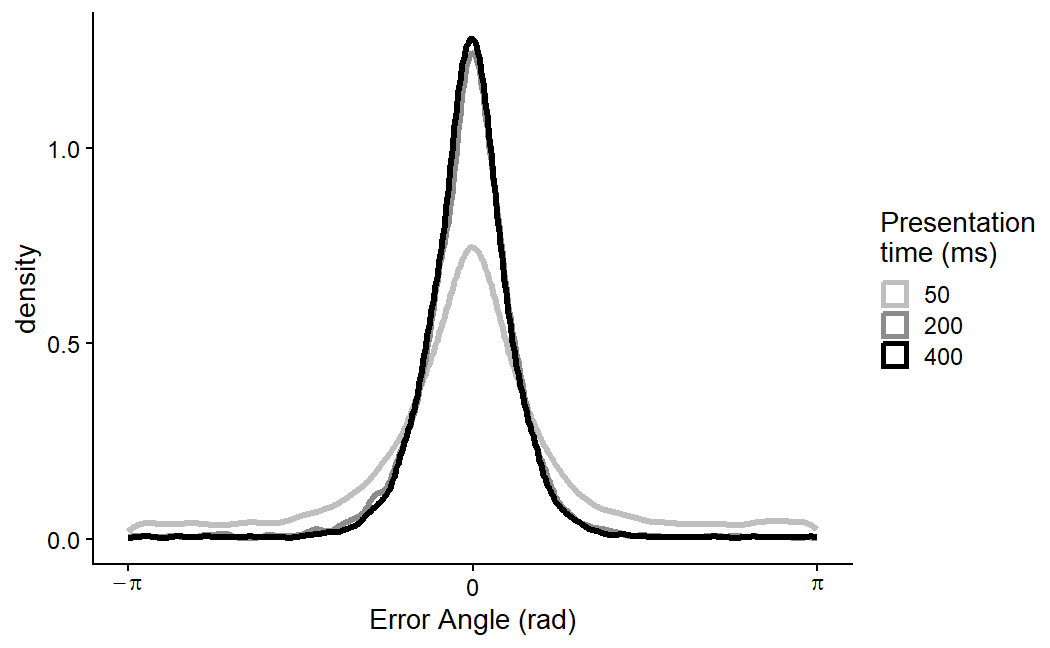 1.0
0.5
0.0
density
−π
0
π
Error Angle (rad)
Presentation
time (ms)
50
200
400